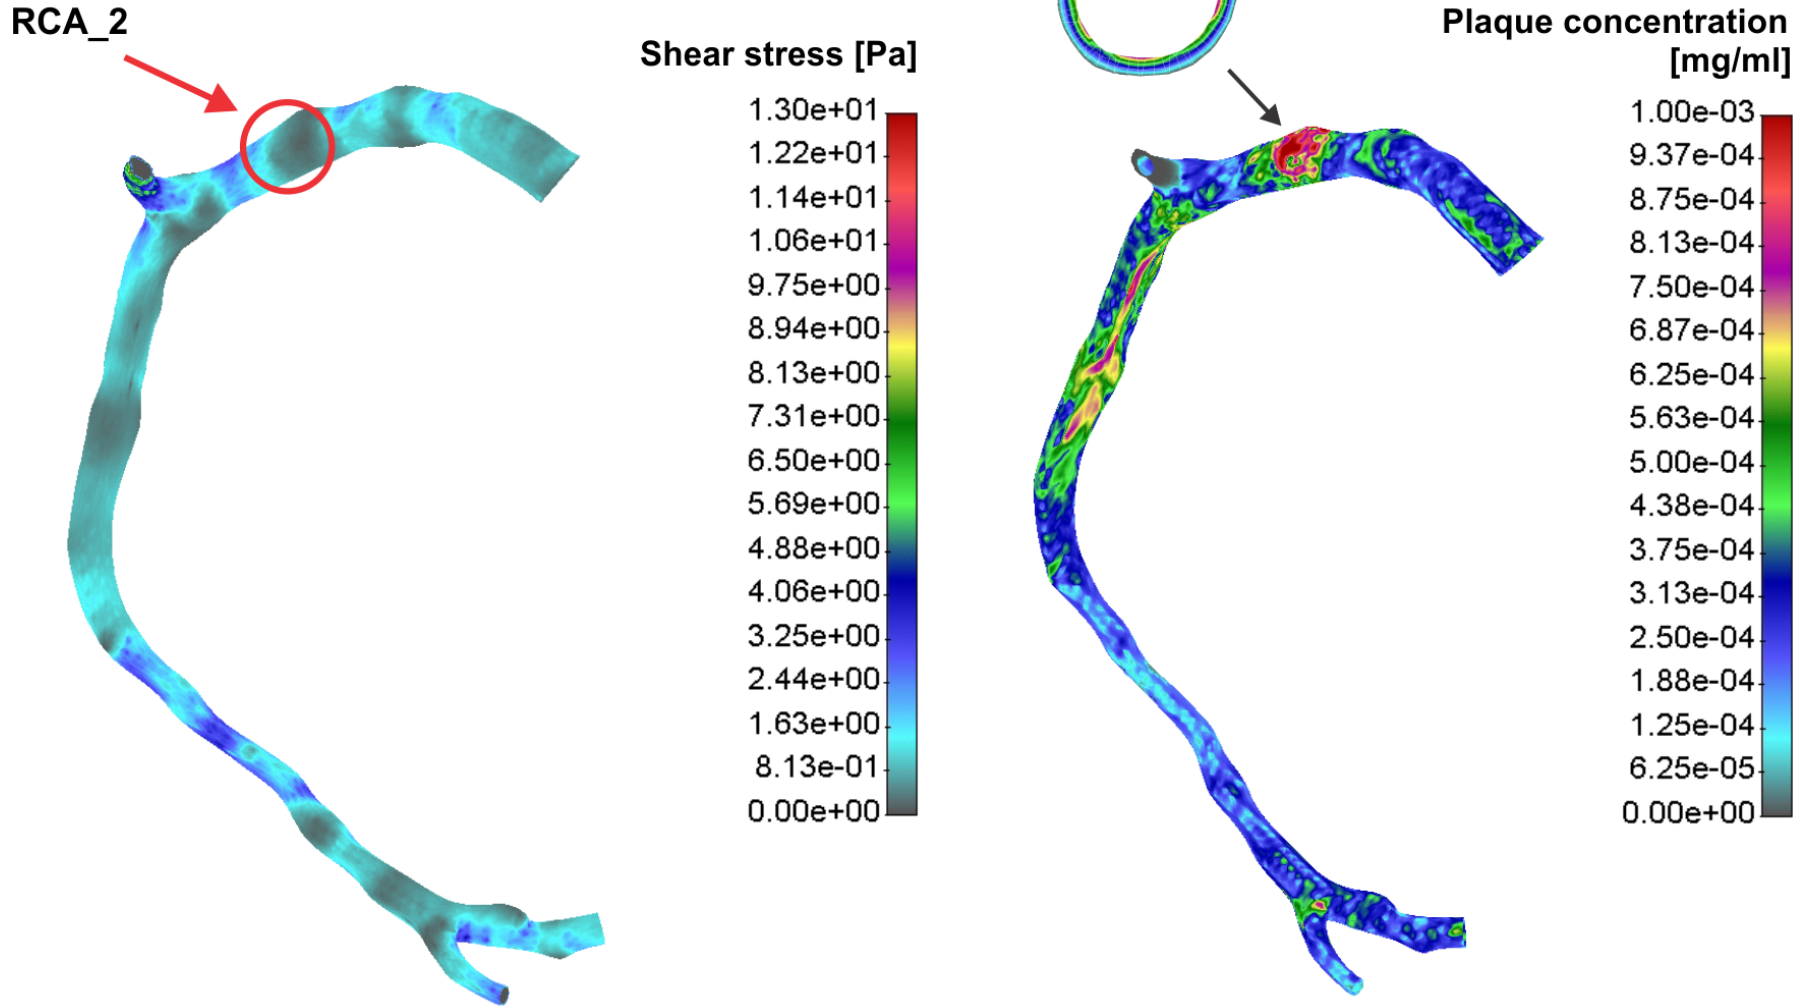 RCA_2
Shear stress [Pa]
1.30e+01
1.22e+01
1.14e+01
1.06e+01
9.75e+00
8.94e+00
8.13e+00
7.31e+00
6.50e+00
5.69e+00
4.88e+00
4.06e+00
3.25e+00
2.44e+00
1.63e+00
8.13e-01
0.00e+00
Plaque concentration
[mg/ml]
1.00e-03
9.37e-04
8.75e-04
8.13e-04
7.50e-04
6.87e-04
6.25e-04
5.63e-04
5.00e-04
4.38e-04
3.75e-04
3.13e-04
2.50e-04
1.88e-04
1.25e-04
6.25e-05
0.00e+00